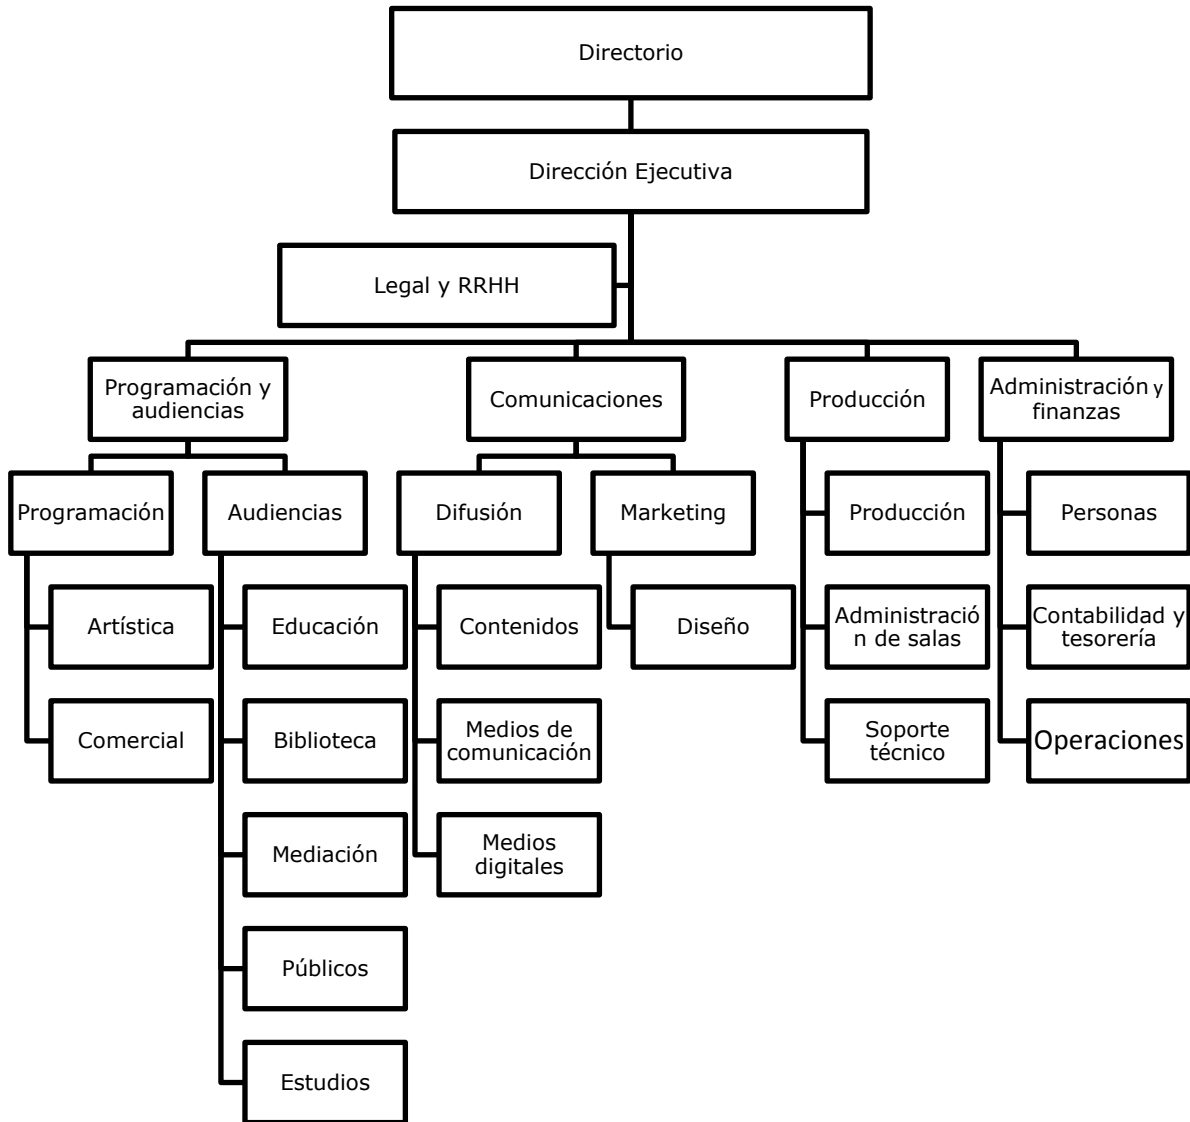 Directorio
Dirección Ejecutiva
Legal y RRHH
Programación y
audiencias
Comunicaciones
Producción
Administración y
finanzas
Programación
Audiencias
Difusión
Marketing
Producción
Personas
Artística
Educación
Contenidos
Diseño
Administració
n de salas
Contabilidad y
tesorería
Comercial
Biblioteca
Medios de
comunicación
Soporte
técnico
Operaciones
Mediación
Medios
digitales
Públicos
Estudios